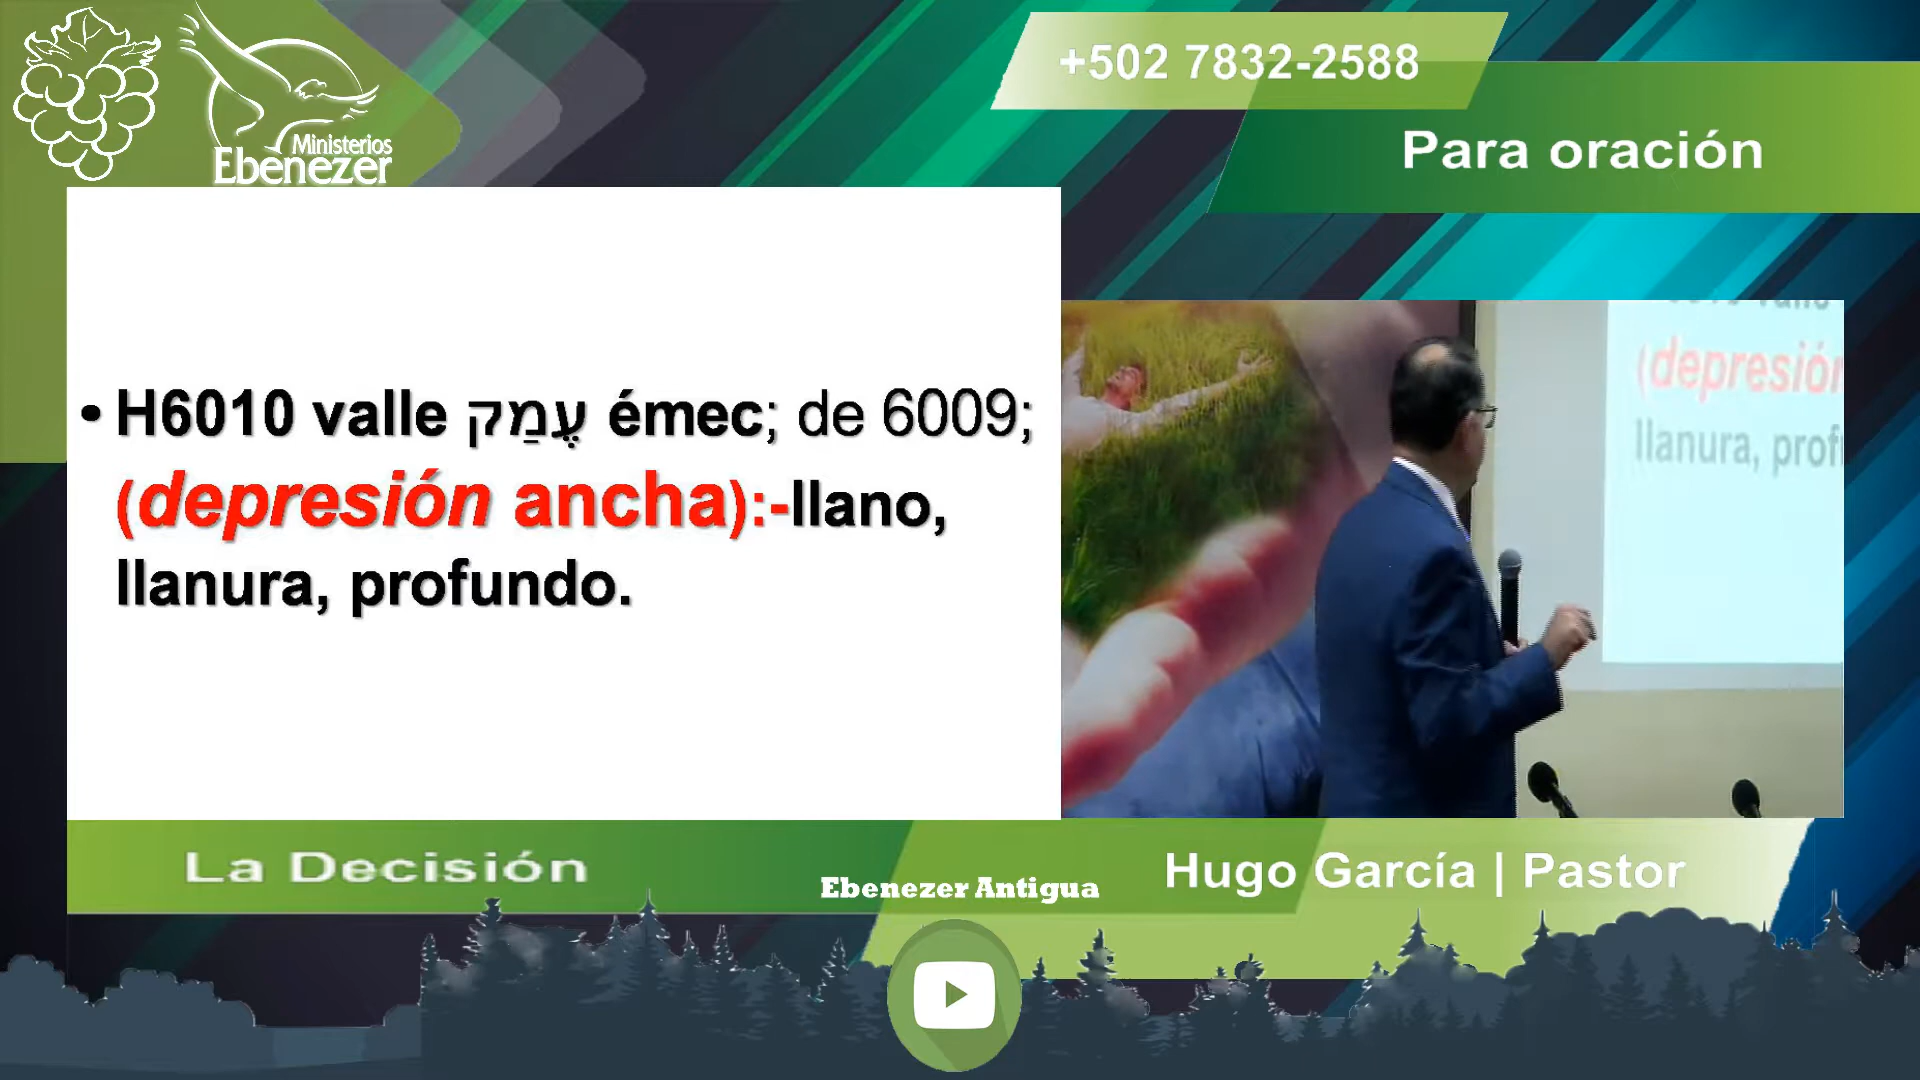 +502 7832-2588
Ministerios
Ebenezer
Para oración
• H6010 valle עֲמַק émec; de 6009;
(depresión ancha):-llano,
llanura, profundo.
(depresión
llanura, prof
La Decisión
Ebenezer Antigua
Hugo García | Pastor